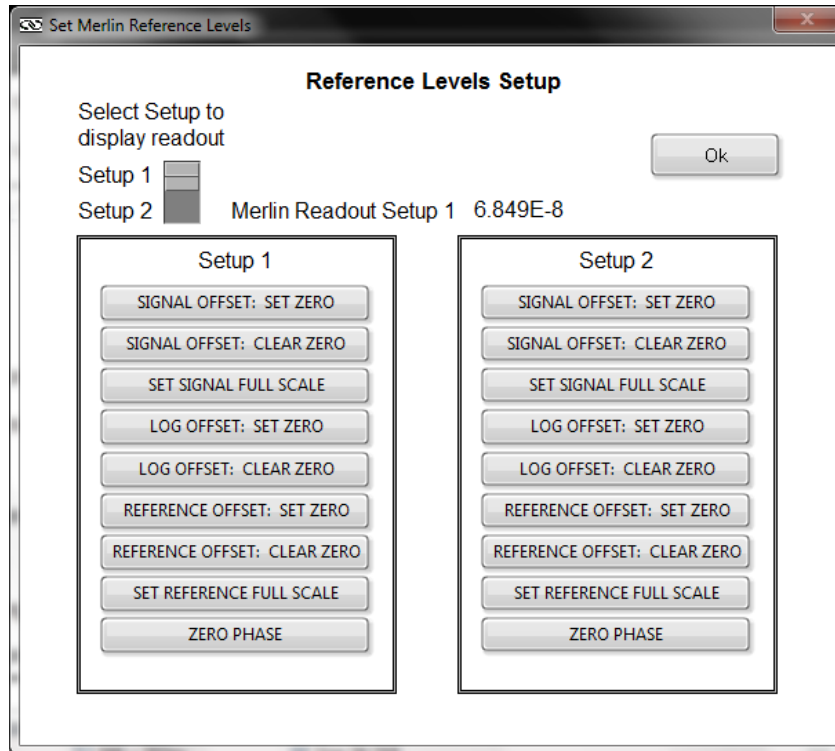 Set Merlin Reference Levels
Reference Levels Setup
Select Setup to
display readout
Ok
Setup 1
Setup 2
Merlin Readout Setup 1 6.849E-8
Setup 1
SIGNAL OFFSET: SET ZERO
SIGNAL OFFSET: CLEAR ZERO
SET SIGNAL FULL SCALE
LOG OFFSET: SET ZERO
LOG OFFSET: CLEAR ZERO
REFERENCE OFFSET: SET ZERO
REFERENCE OFFSET: CLEAR ZERO
SET REFERENCE FULL SCALE
ZERO PHASE
Setup 2
SIGNAL OFFSET: SET ZERO
SIGNAL OFFSET: CLEAR ZERO
SET SIGNAL FULL SCALE
LOG OFFSET: SET ZERO
LOG OFFSET: CLEAR ZERO
REFERENCE OFFSET: SET ZERO
REFERENCE OFFSET: CLEAR ZERO
SET REFERENCE FULL SCALE
ZERO PHASE